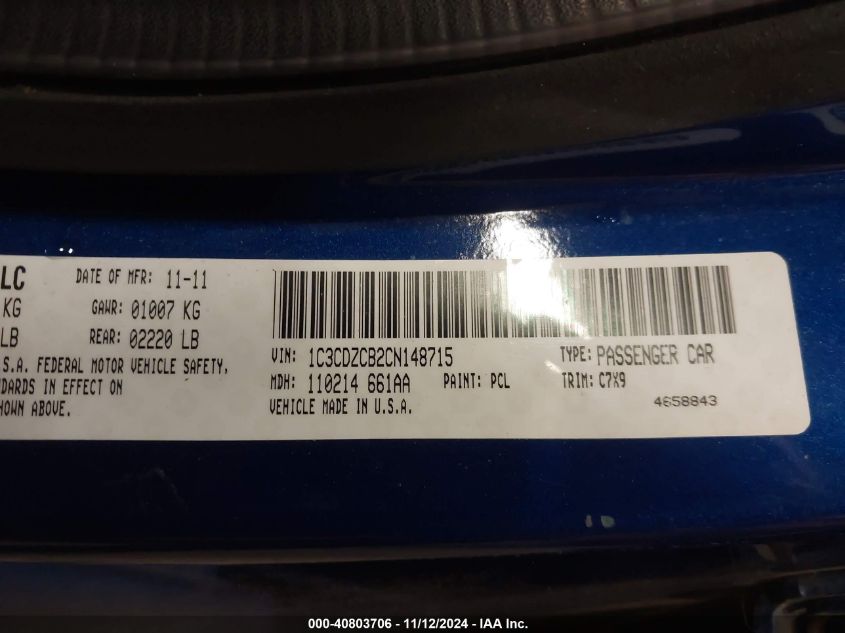 LC DATE OF MFR: 11-11
KG GAWR: 01007 KG
LB REAR: 02220 LB
.S.A. FEDERAL MOTOR VEHICLE SAFETY,
DARDS IN EFFECT ON
HOWN ABOVE.
VIN: 1C3CDZCB2CN148715 TYPE: PASSENGER CAR
MDH: 110214 661AA PAINT: PCL TRIM: C7X9
VEHICLE MADE IN U.S.A. 4658843
000-40803706 - 11/12/2024 - IAA Inc.